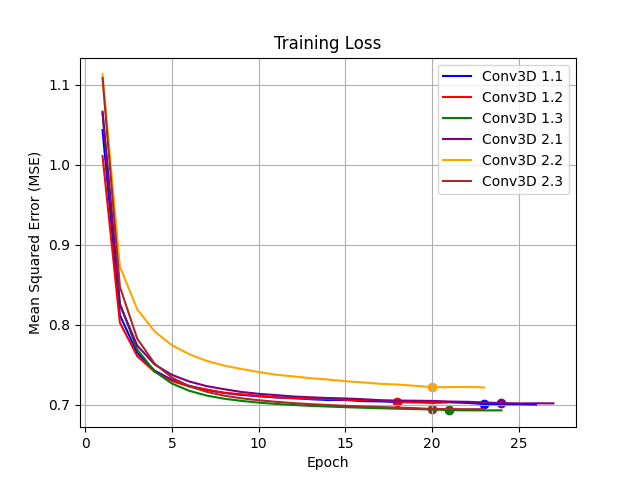 Training Loss
Mean Squared Error (MSE)
1.1
1.0
0.9
0.8
0.7
0
5
10
15
20
25
Epoch
Conv3D 1.1
Conv3D 1.2
Conv3D 1.3
Conv3D 2.1
Conv3D 2.2
Conv3D 2.3